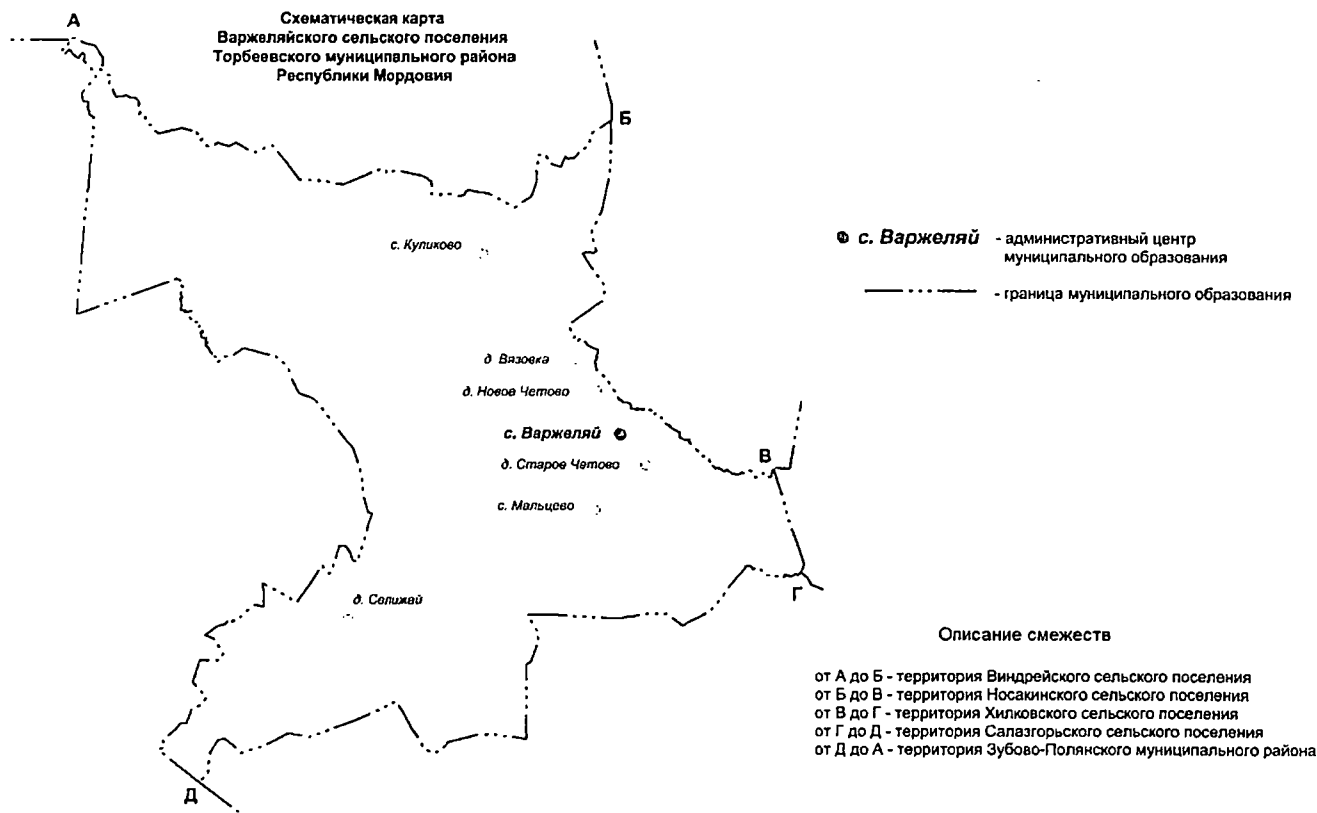 А
Схематическая карта
Варжеляйского сельского поселения
Торбеевского муниципального района
Республики Мордовия
Б
с. Куликово
с. Варжеляй - административный центр
муниципального образования
- граница муниципального образования
д. Вязовка
д. Новое Четово
с. Варжеляй
В
д. Старое Четово
с. Мальцево
Г
д. Селижай
Описание смежеств
от А до Б - территория Виндрейского сельского поселения
от Б до В - территория Носакинского сельского поселения
от В до Г - территория Хилковского сельского поселения
от Г до Д - территория Салазгорьского сельского поселения
от Д до А - территория Зубово-Полянского муниципального района
Д